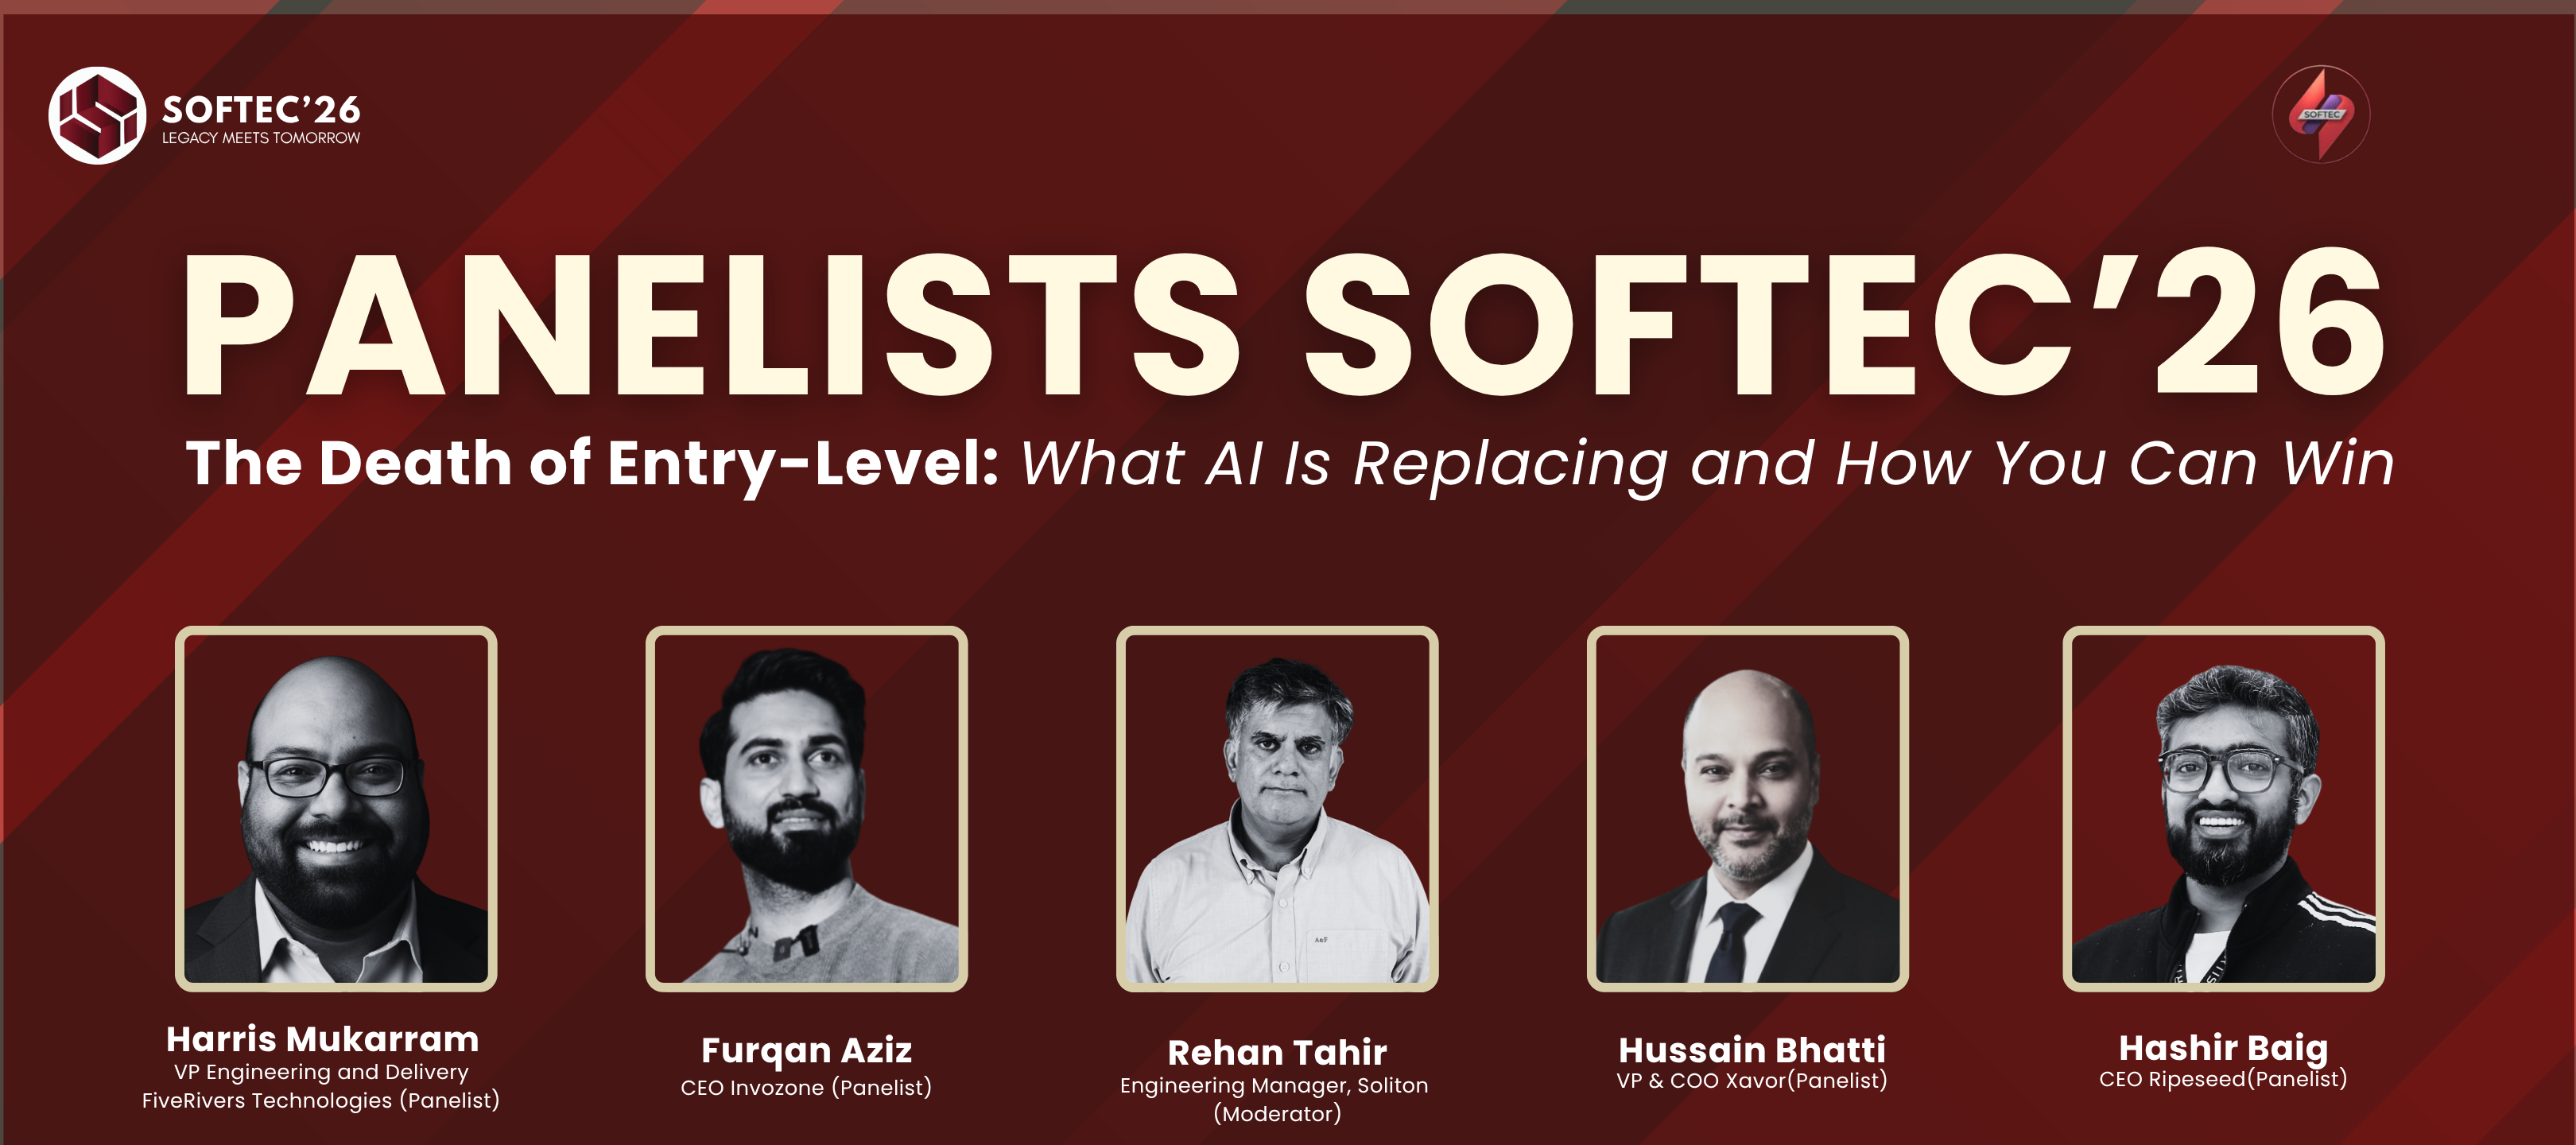 SOFTEC’26
LEGACY MEETS TOMORROW
SOFTEC
PANELISTS SOFTEC’26
The Death of Entry-Level: What AI Is Replacing and How You Can Win
A&F
Harris Mukarram
VP Engineering and Delivery
FiveRivers Technologies (Panelist)
Furqan Aziz
CEO Invozone (Panelist)
Rehan Tahir
Engineering Manager, Soliton
(Moderator)
Hussain Bhatti
VP & COO Xavor(Panelist)
Hashir Baig
CEO Ripeseed(Panelist)